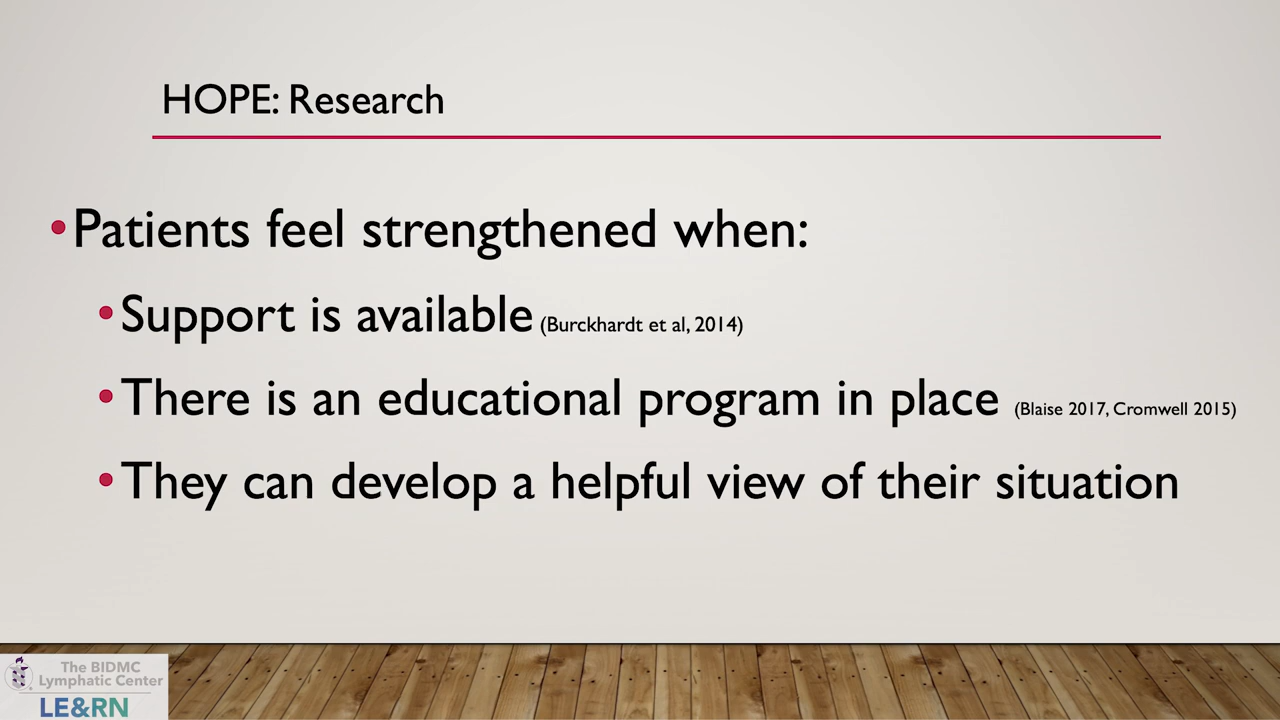 HOPE: Research
•Patients feel strengthened when:
•Support is available (Burckhardt et al, 2014)
•There is an educational program in place (Blaise 2017, Cromwell 2015)
•They can develop a helpful view of their situation
The BIDMC
Lymphatic Center
LE&RN